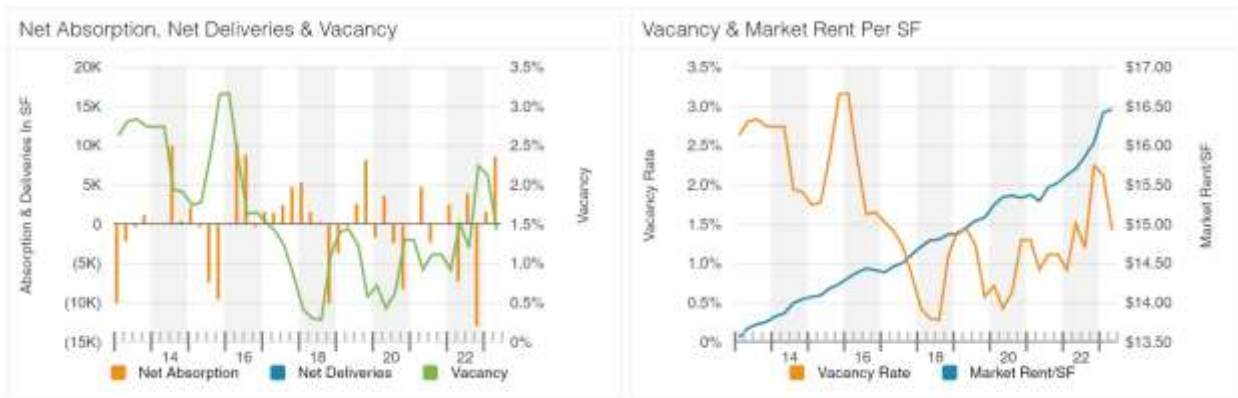 Net Absorption, Net Deliveries & Vacancy
Absorption & Deliveries In SF
20K
15K
10K
5K
0
(5K)
(10K)
(15K)
3.5%
3.0%
2.5%
2.0%
1.5%
1.0%
0.5%
0%
Vacancy
14 16 18 20 22
Net Absorption Net Deliveries Vacancy
Vacancy & Market Rent Per SF
Vacancy Rate
3.5%
3.0%
2.5%
2.0%
1.5%
1.0%
0.5%
0%
$17.00
$16.50
$16.00
$15.50
$15.00
$14.50
$14.00
$13.50
Market Rent/SF
14 16 18 20 22
Vacancy Rate Market Rent/SF